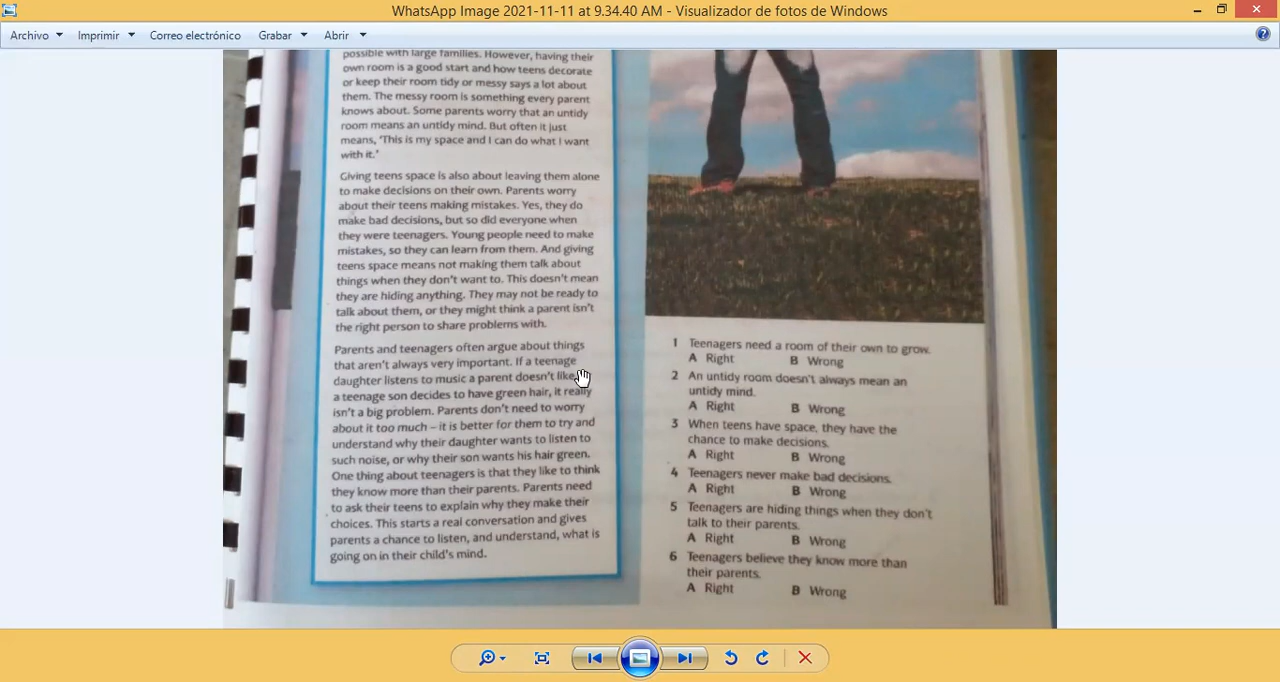 WhatsApp Image 2021-11-11 at 9.34.40 AM - Visualizador de fotos de Windows
Archivo Imprimir Correo electrónico Grabar Abrir
possible with large families. However, having their
own room is a good start and how teens decorate
or keep their room tidy or messy says a lot about
them. The messy room is something every parent
knows about. Some parents worry that an untidy
room means an untidy mind. But often it just
means, 'This is my space and I can do what I want
with it.'
Giving teens space is also about leaving them alone
to make decisions on their own. Parents worry
about their teens making mistakes. Yes, they do
make bad decisions, but so did everyone when
they were teenagers. Young people need to make
mistakes, so they can learn from them. And giving
teens space means not making them talk about
things when they don't want to. This doesn't mean
they are hiding anything. They may not be ready to
talk about them, or they might think a parent isn't
the right person to share problems with.
Parents and teenagers often argue about things
that aren't always very important. If a teenage
daughter listens to music a parent doesn't like
a teenage son decides to have green hair, it really
isn't a big problem. Parents don't need to worry
about it too much – it is better for them to try and
understand why their daughter wants to listen to
such noise, or why their son wants his hair green.
One thing about teenagers is that they like to think
they know more than their parents. Parents need
to ask their teens to explain why they make their
choices. This starts a real conversation and gives
parents a chance to listen, and understand, what is
going on in their child's mind.
1 Teenagers need a room of their own to grow.
A Right B Wrong
2 An untidy room doesn't always mean an
untidy mind.
A Right B Wrong
3 When teens have space, they have the
chance to make decisions.
A Right B Wrong
4 Teenagers never make bad decisions.
A Right B Wrong
5 Teenagers are hiding things when they don't
talk to their parents.
A Right B Wrong
6 Teenagers believe they know more than
their parents.
A Right B Wrong